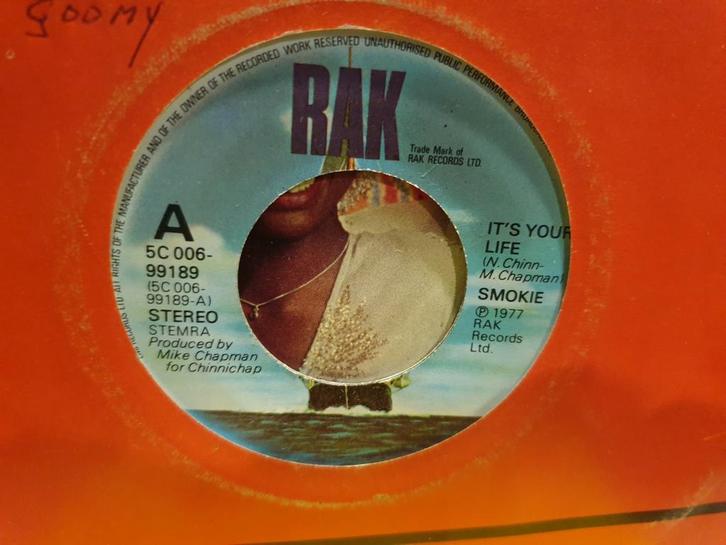 goomy
MANUFACTURER AND OF THE OWNER OF THE RECORDED WORK RESERVED UNAUTHORISED PUBLIC PERFORMANCE
ALL RIGHTS OF THE
RAK
Trade Mark of
RAK RECORDS LTD.
A
5C 006-
99189
(5C 006-
99189-A)
STEREO
STEMRA
Produced by
Mike Chapman
for Chinnichap
IT'S YOUR
LIFE
(N. Chinn-
M. Chapman)
SMOKIE
Ⓟ 1977
RAK
Records
Ltd.